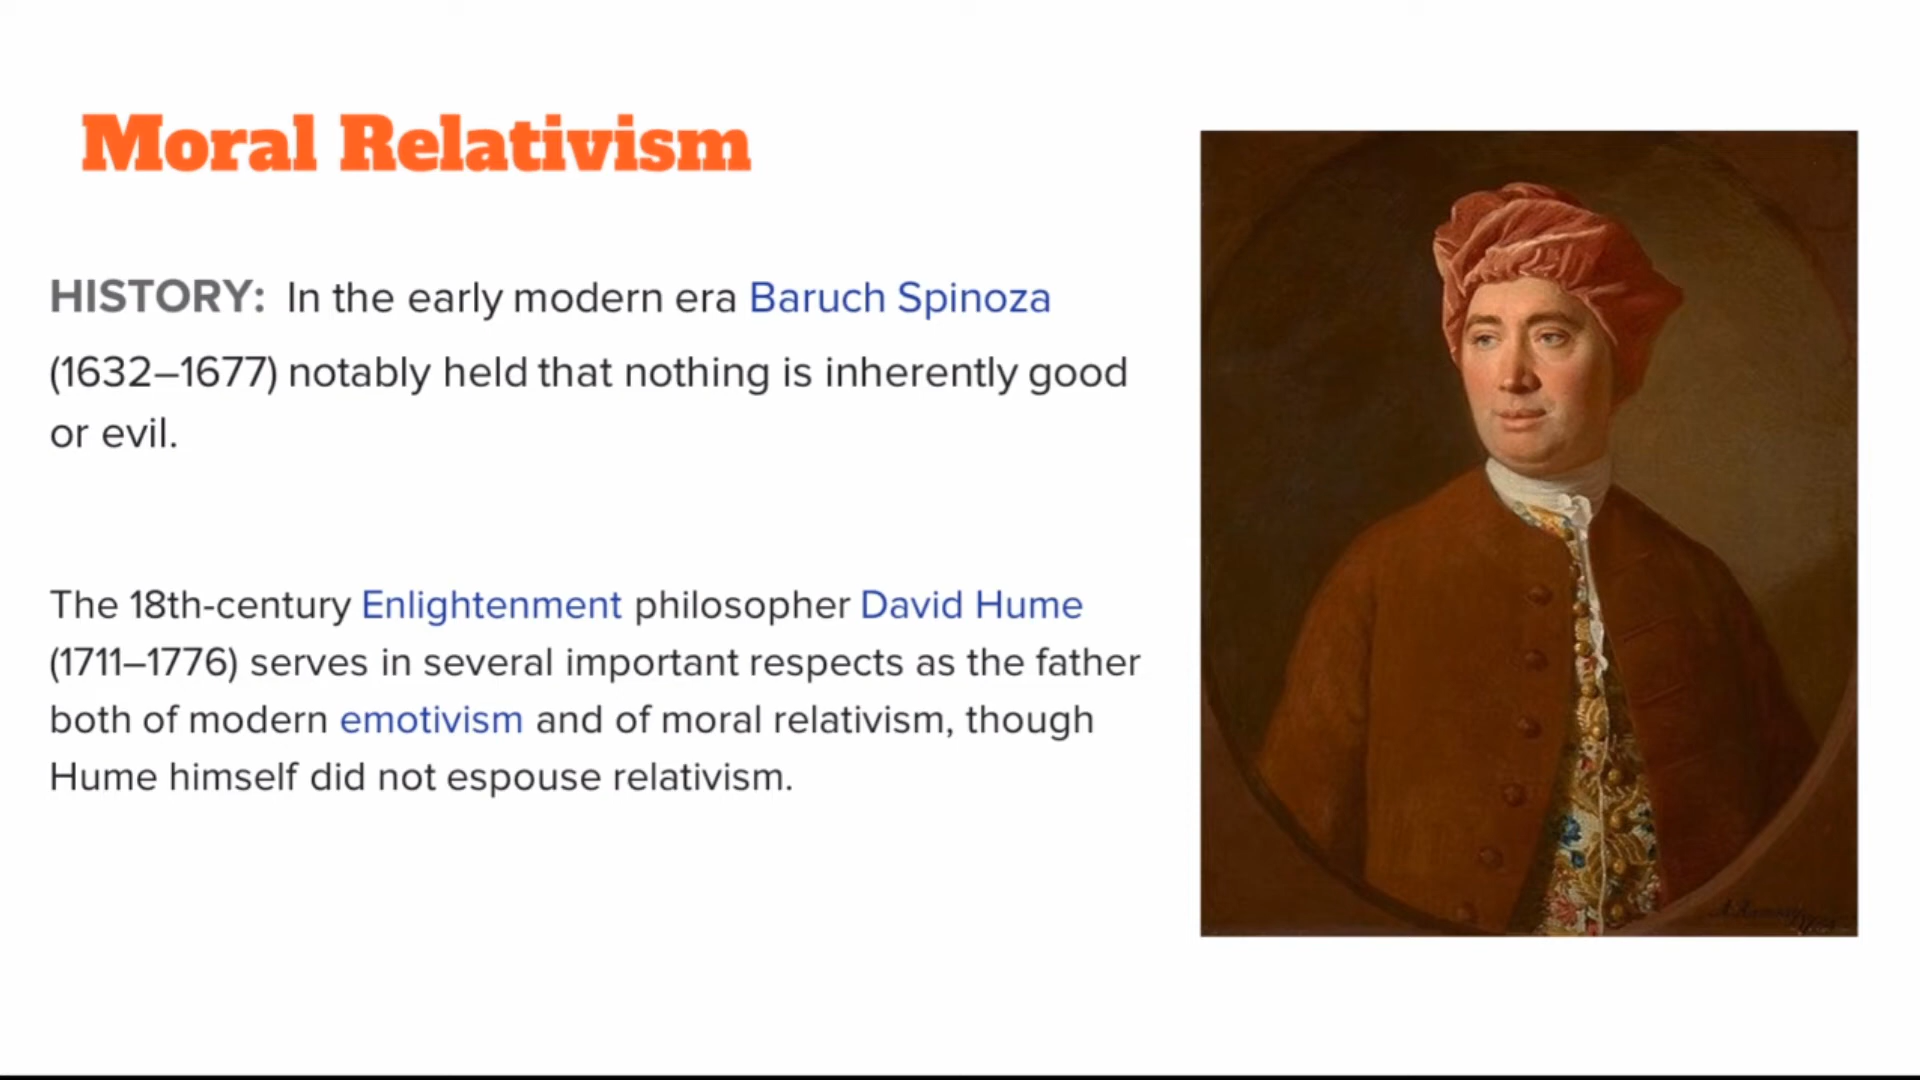 Moral Relativism
HISTORY: In the early modern era Baruch Spinoza
(1632–1677) notably held that nothing is inherently good
or evil.
The 18th-century Enlightenment philosopher David Hume
(1711–1776) serves in several important respects as the father
both of modern emotivism and of moral relativism, though
Hume himself did not espouse relativism.